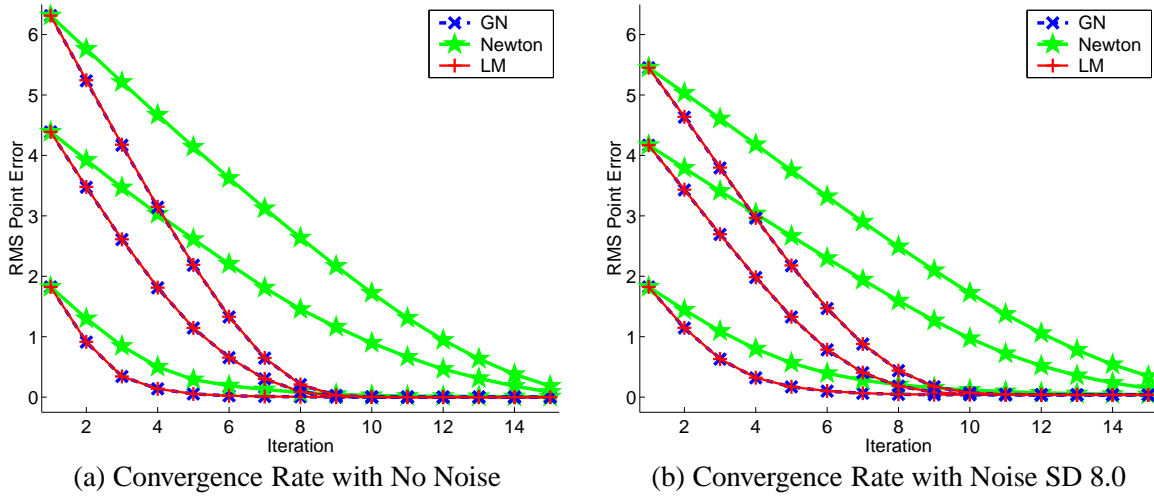 6
5
4
3
2
1
0
RMS Point Error
GN
Newton
LM
2 4 6 8 10 12 14
Iteration
(a) Convergence Rate with No Noise
6
5
4
3
2
1
0
RMS Point Error
GN
Newton
LM
2 4 6 8 10 12 14
Iteration
(b) Convergence Rate with Noise SD 8.0